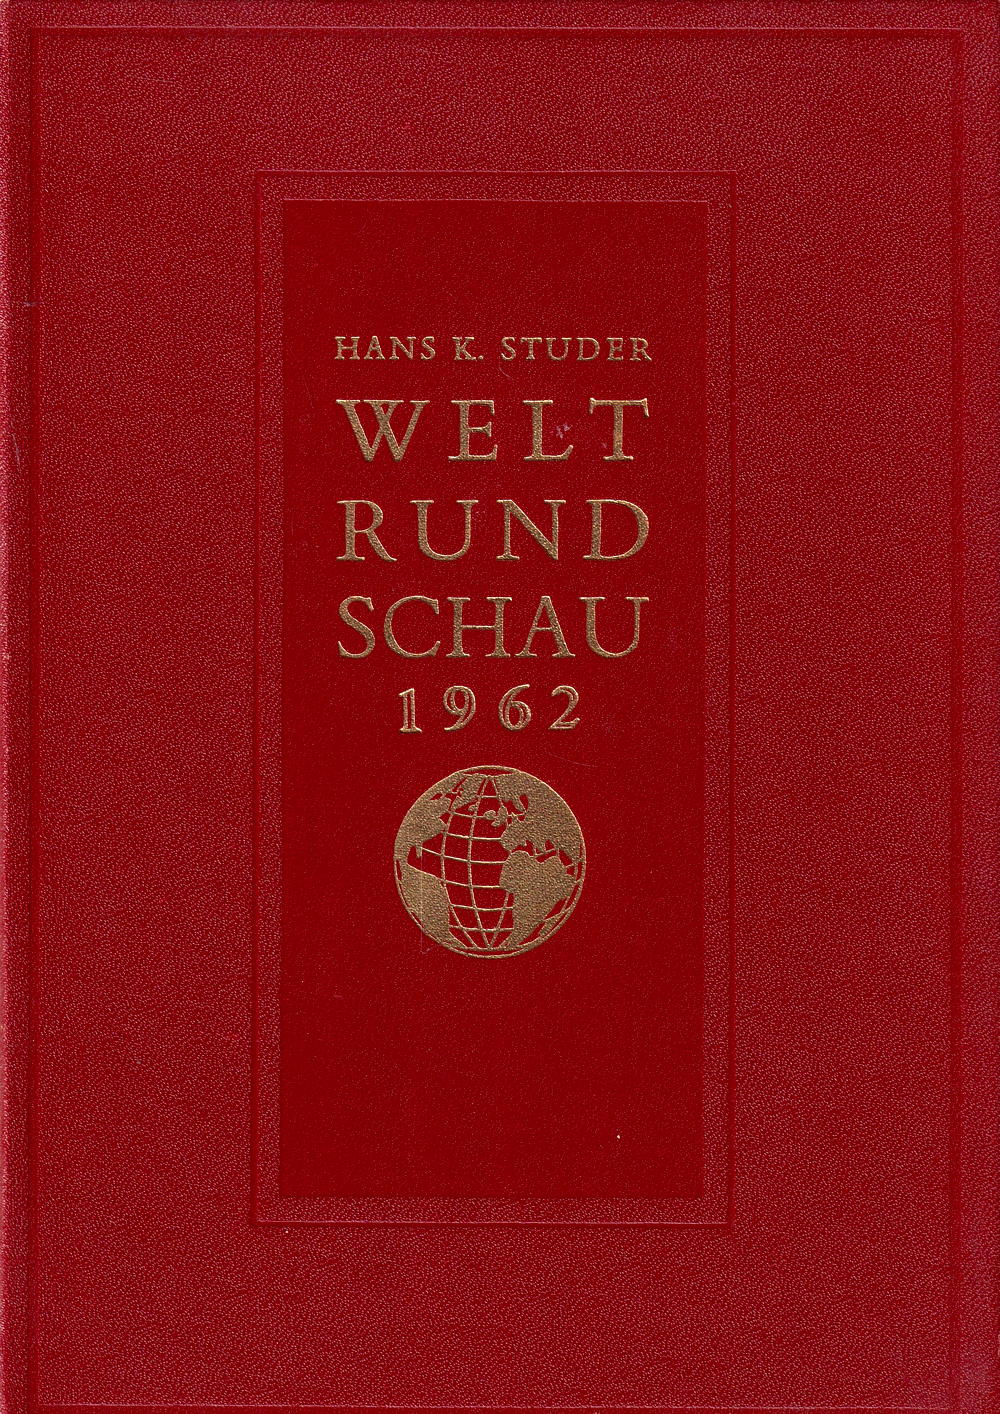 HANS K. STUDER
WELT
RUND
SCHAU
1962